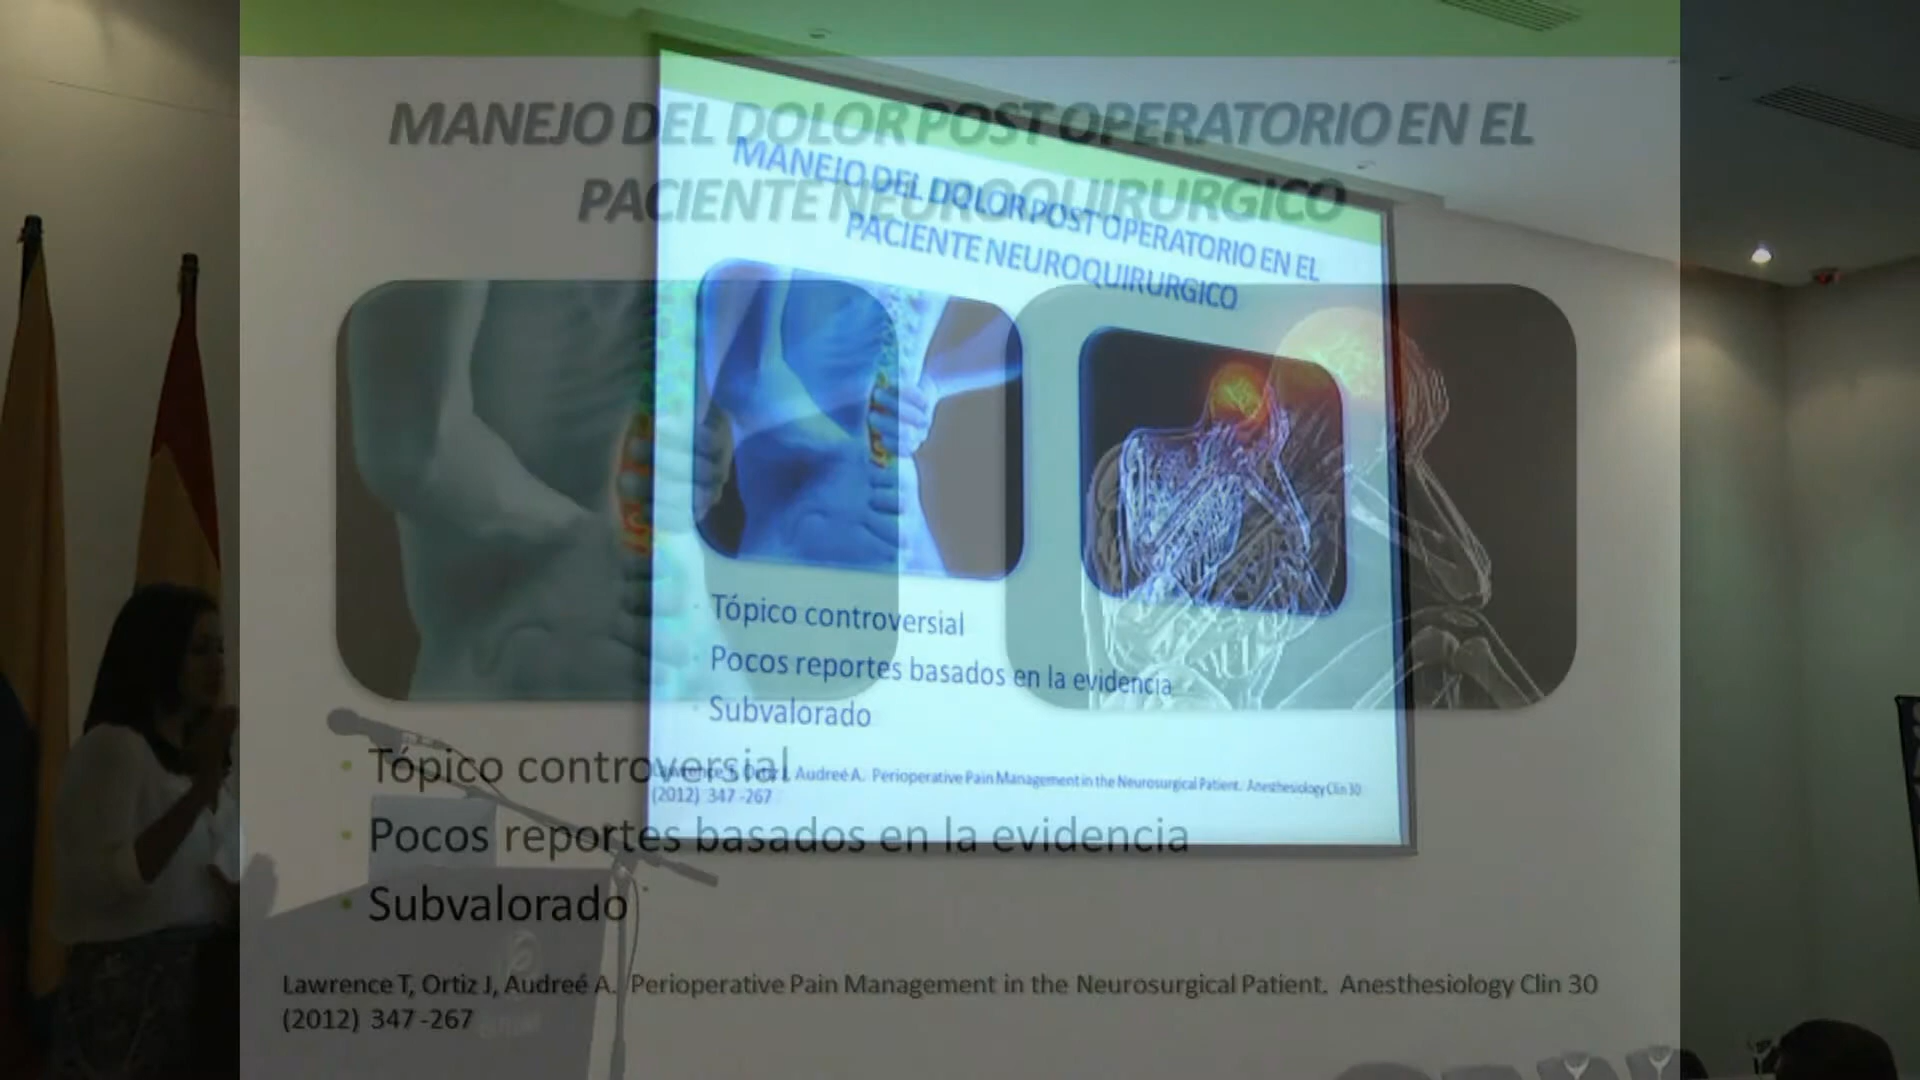 MANEJO DEL DOLOR POST OPERATORIO EN EL
PACIENTE NEUROQUIRURGICO
• Tópico controversial
• Pocos reportes basados en la evidencia
• Subvalorado
Lawrence T, Ortiz J, Audreé A. Perioperative Pain Management in the Neurosurgical Patient. Anesthesiology Clin 30
(2012) 347 -267
MANEJO DEL DOLOR POST OPERATORIO EN EL
PACIENTE NEUROQUIRURGICO
Tópico controversial
Pocos reportes basados en la evidencia
Subvalorado
Lawrence T, Ortiz J, Audreé A. Perioperative Pain Management in the Neurosurgical Patient. Anesthesiology Clin 30
(2012) 347 -267